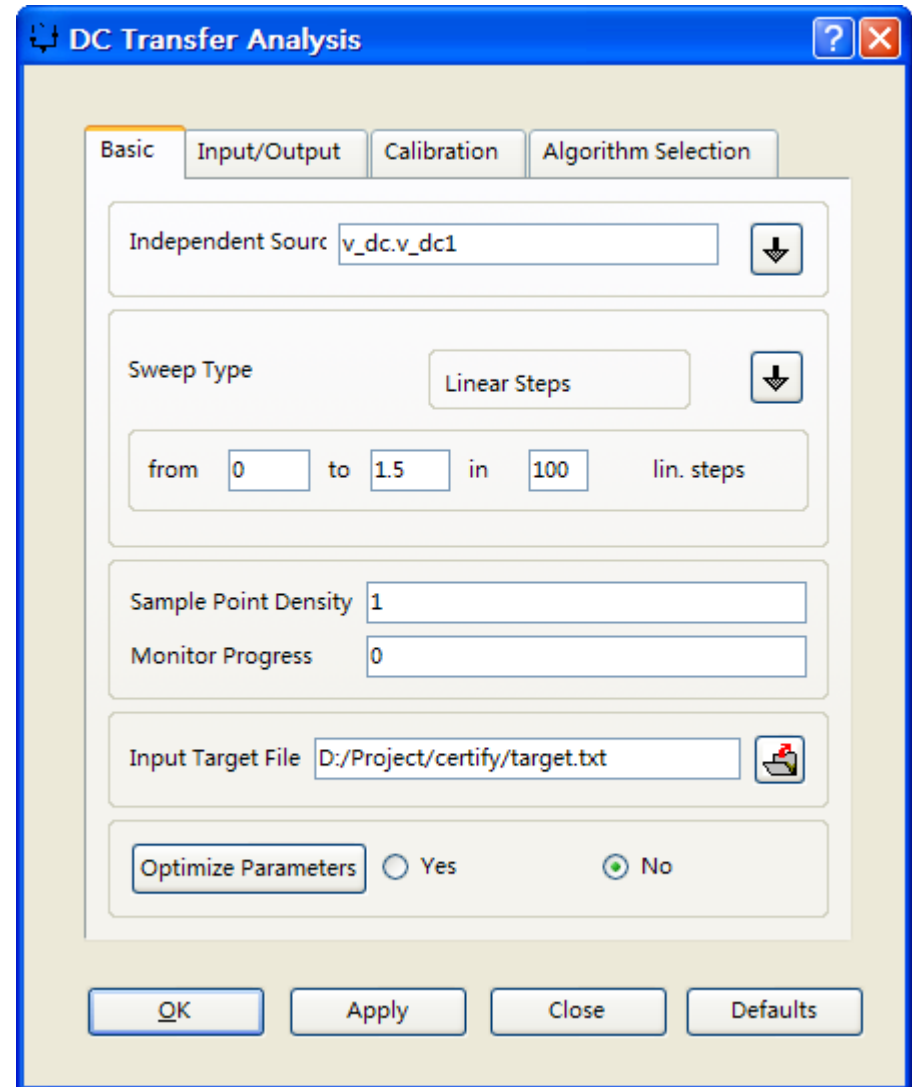 DC Transfer Analysis
Basic Input/Output Calibration Algorithm Selection
Independent Sourc v_dc.v_dc1
Sweep Type Linear Steps
from 0 to 1.5 in 100 lin. steps
Sample Point Density 1
Monitor Progress 0
Input Target File D:/Project/certify/target.txt
Optimize Parameters Yes No
OK Apply Close Defaults